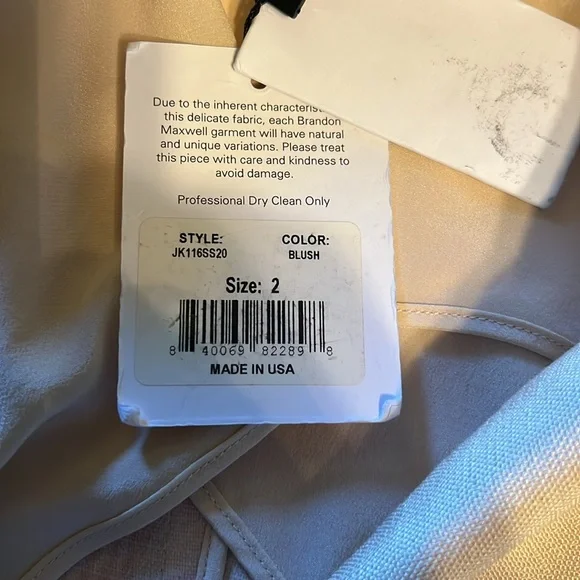 Due to the inherent
this delicate fabric, each Brandon
Maxwell garment will have natural
and unique variations. Please treat
this piece with care and kindness to
avoid damage.
Professional Dry Clean Only
STYLE: COLOR:
JK116SS20 BLUSH
Size: 2
8 40069 82289 8
MADE IN USA